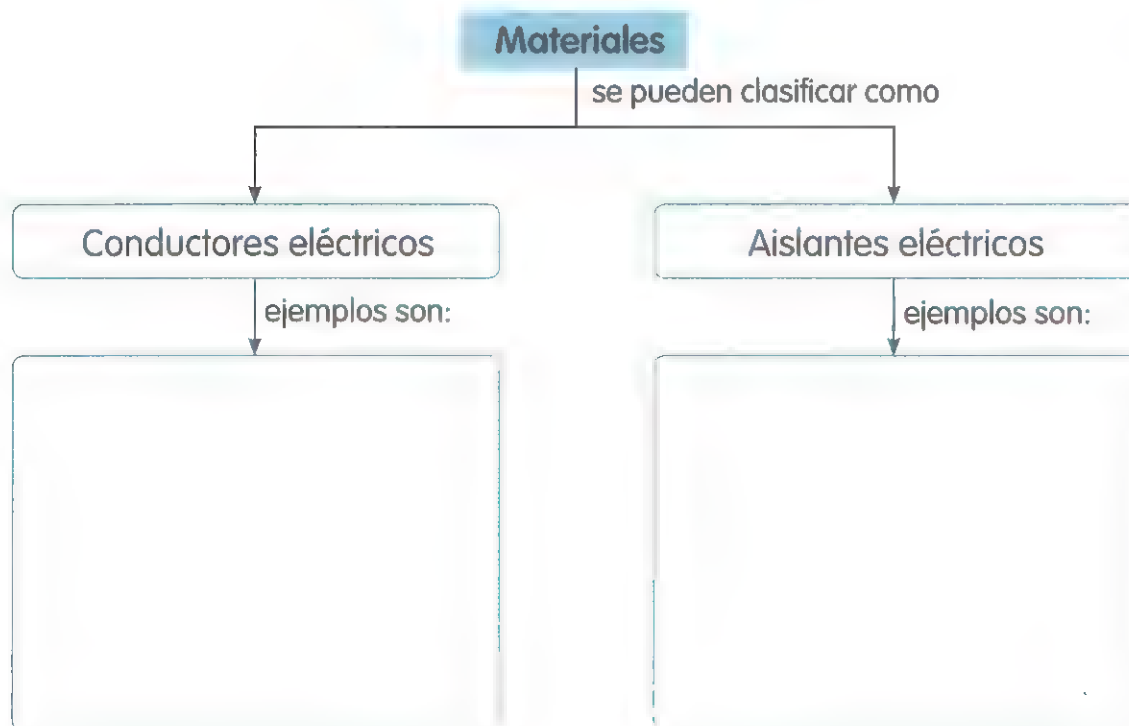 Materiales
se pueden clasificar como
Conductores eléctricos
Aislantes eléctricos
ejemplos son:
ejemplos son: